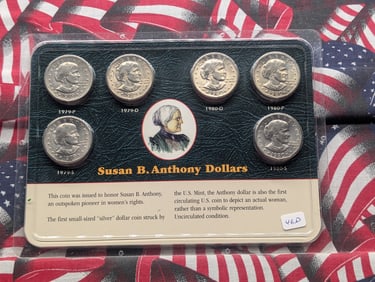 1979-P
1979-D
1980-D
1980-P
1979-S
1980-S
Susan B. Anthony Dollars
This coin was issued to honor Susan B. Anthony,
an outspoken pioneer in women's rights.
The first small-sized "silver" dollar coin struck by
the U.S. Mint, the Anthony dollar is also the first
circulating U.S. coin to depict an actual woman,
rather than a symbolic representation.
Uncirculated condition.